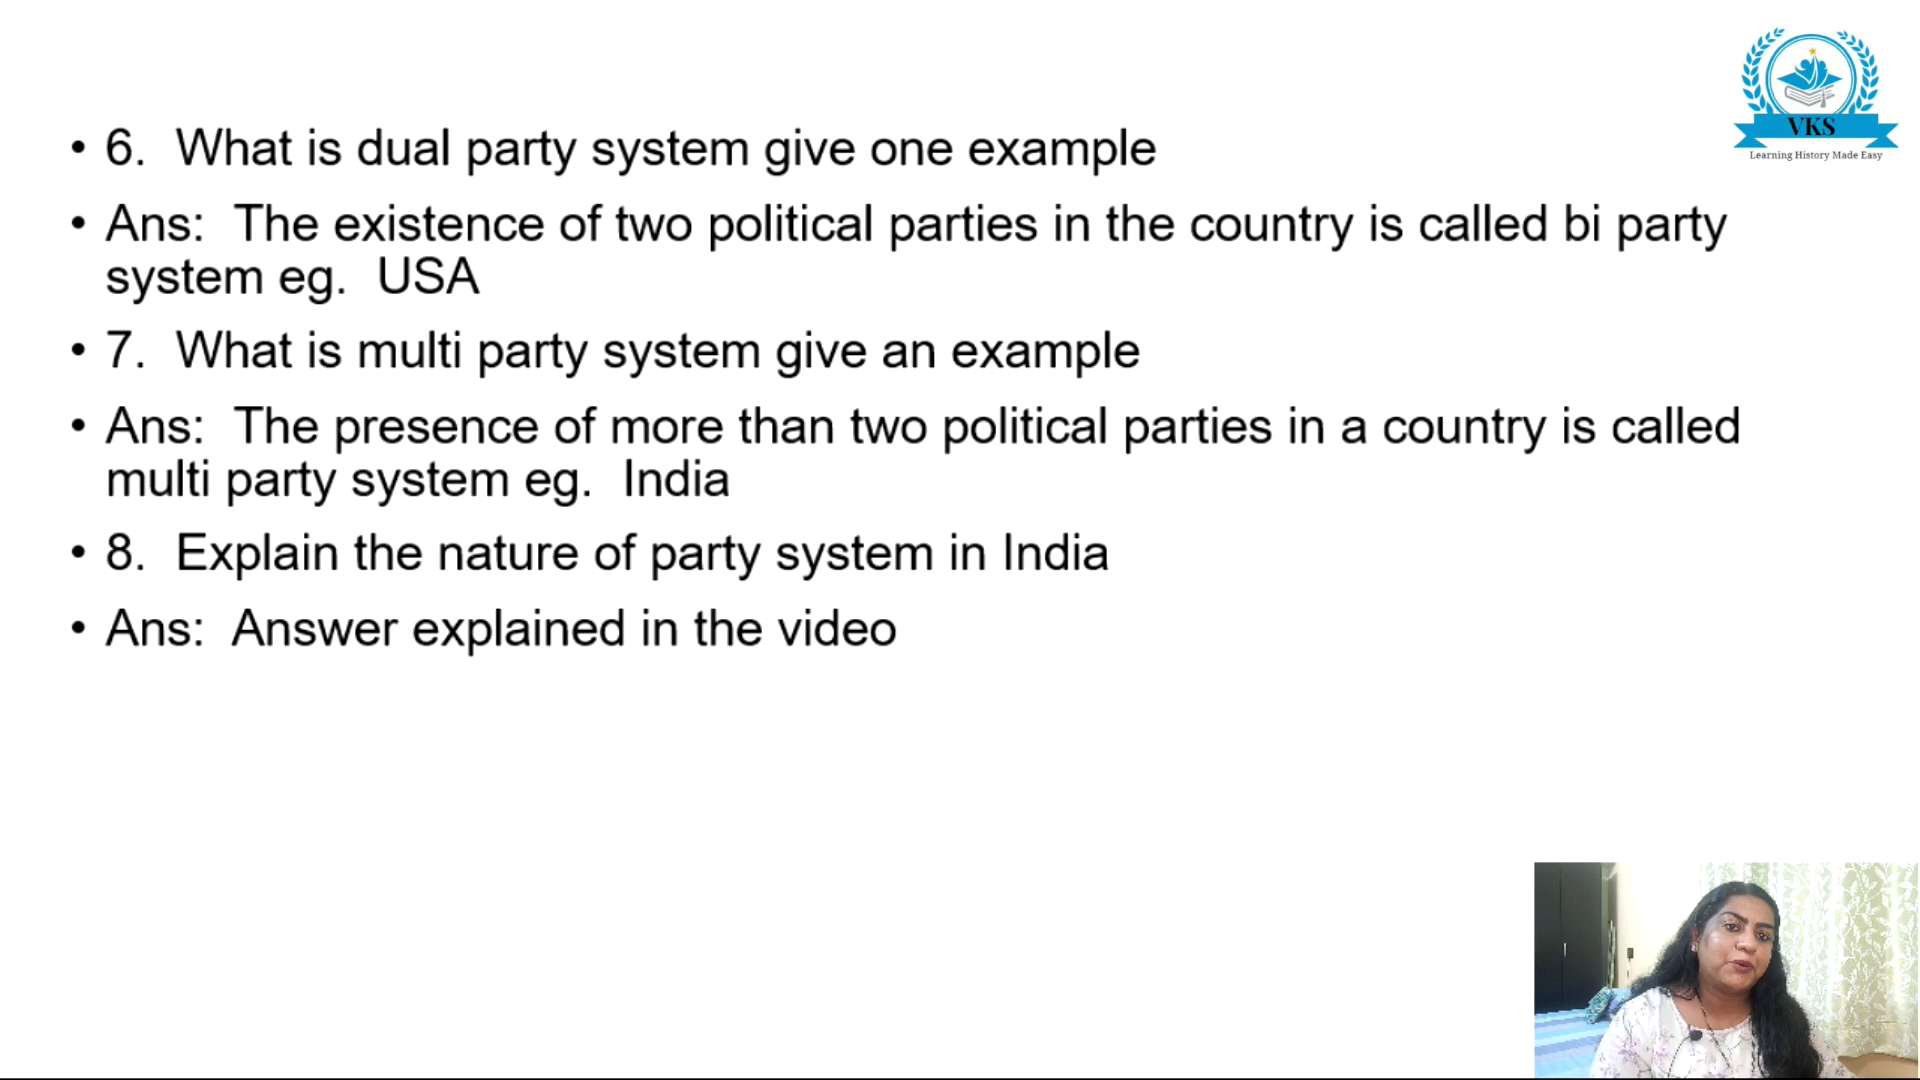 VKS
Learning History Made Easy
• 6.  What is dual party system give one example
• Ans:  The existence of two political parties in the country is called bi party
system eg.  USA
• 7.  What is multi party system give an example
• Ans:  The presence of more than two political parties in a country is called
multi party system eg.  India
• 8.  Explain the nature of party system in India
• Ans:  Answer explained in the video